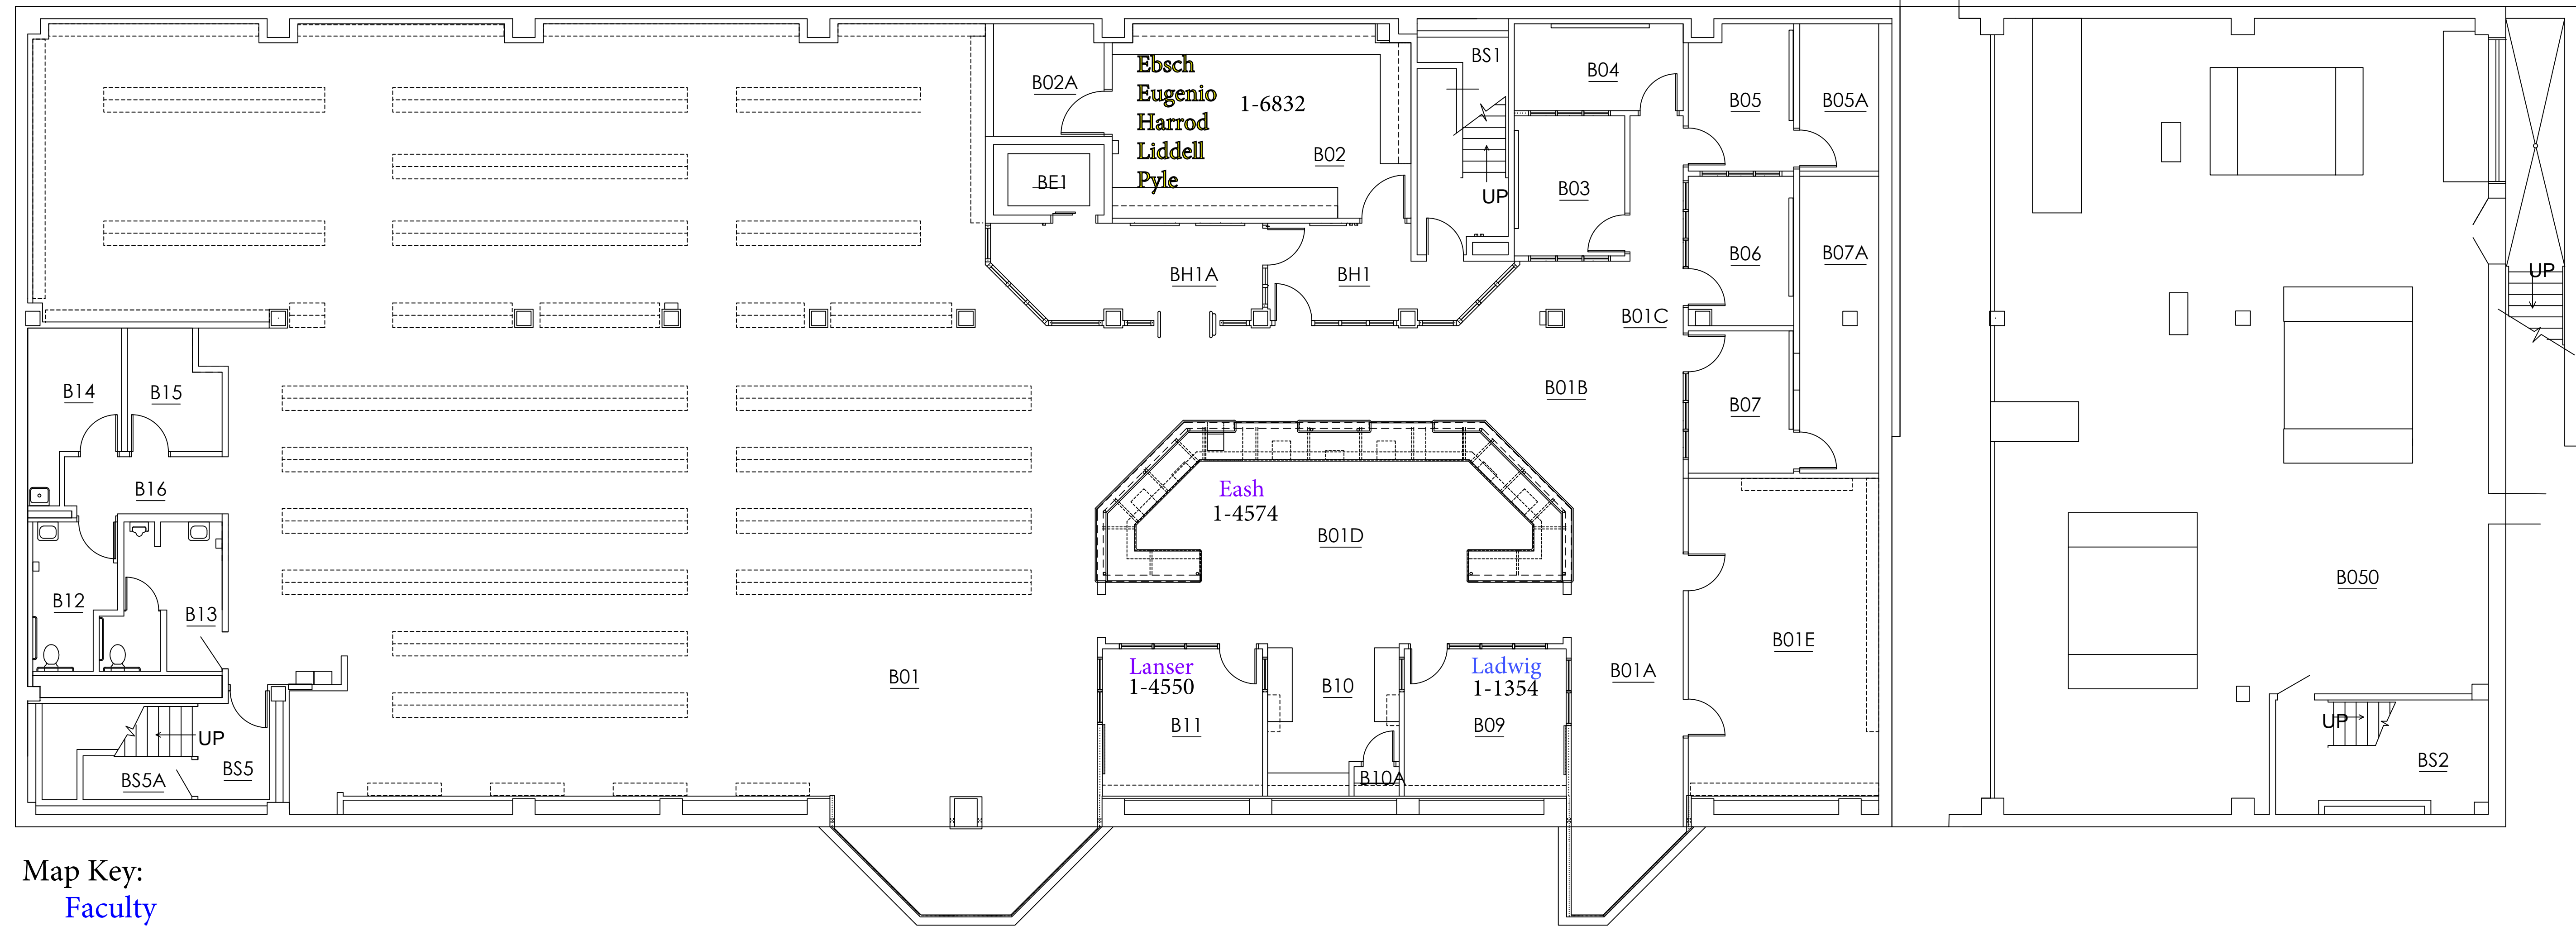 B02A
Ebsch
Eugenio
Harrod
Liddell
Pyle
1-6832
B02
BE1
BS1
UP
B04
B03
B05
B05A
B06
B07A
B07
UP
BH1A
BH1
B01C
B01B
B14
B15
B16
B12
B13
Eash
1-4574
B01D
B050
B01
Lanser
1-4550
B11
B10
B10A
Ladwig
1-1354
B09
B01A
B01E
UP
BS5A
BS5
UP
BS2
Map Key:
Faculty